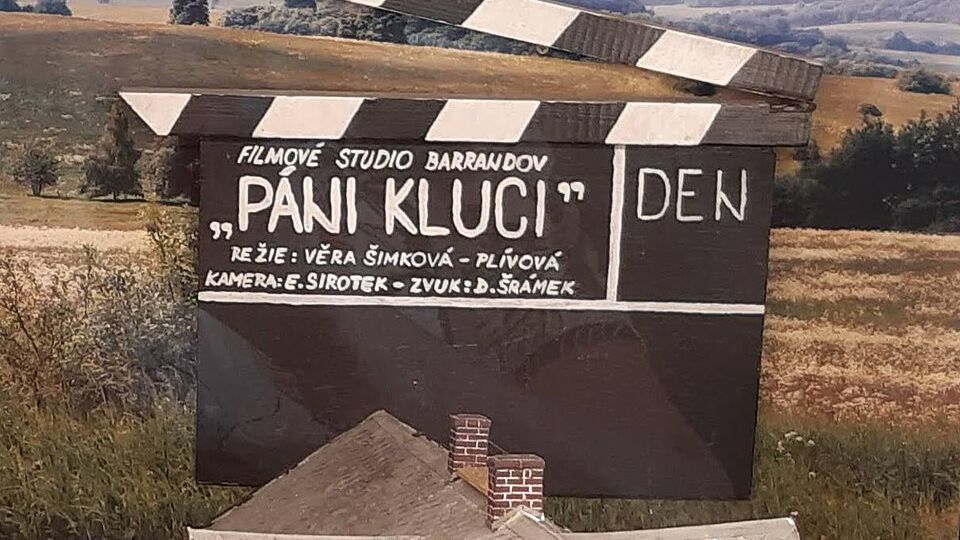 FILMOVÉ STUDIO BARRANDOV
„PÁNI KLUCI”
REŽIE: VĚRA ŠIMKOVÁ - PLÍVOVÁ
KAMERA: E. SIROTEK - ZVUK: D. ŠRÁMEK
DEN